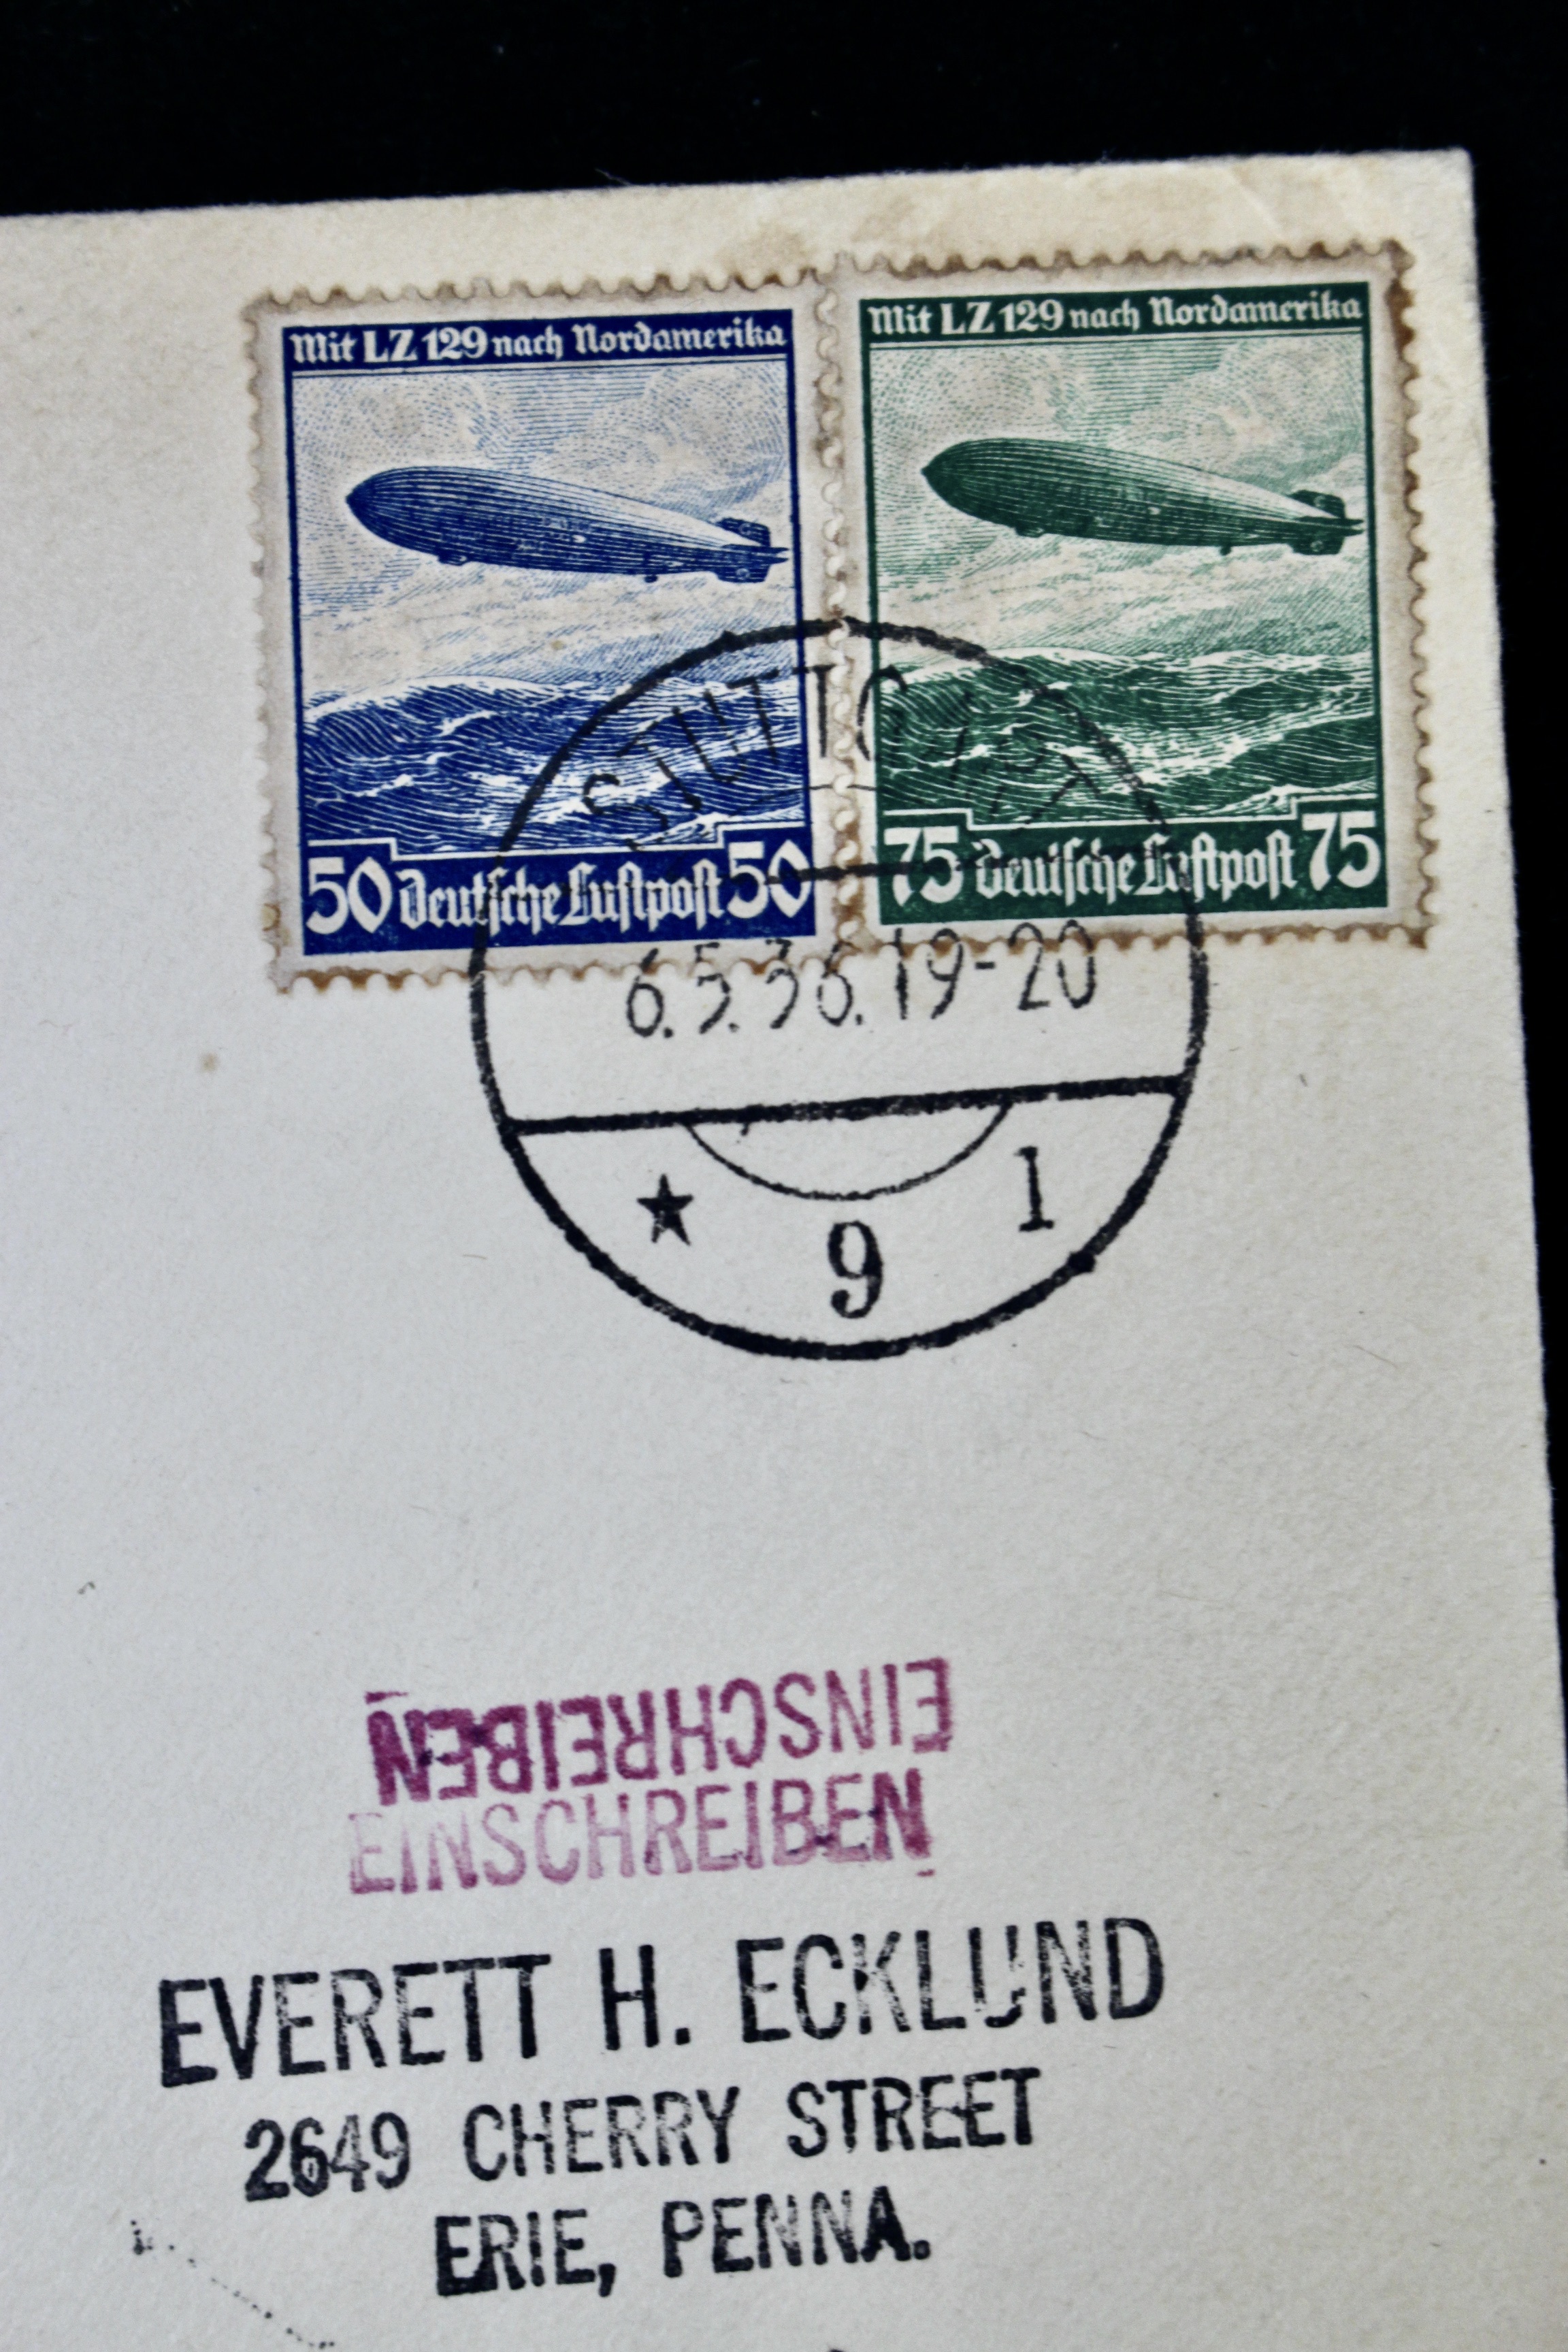 Mit LZ 129 nach Nordamerika
50 Deutsche Luftpost 50
Mit LZ 129 nach Nordamerika
75 Deutsche Luftpost 75
STUTTGART
6.5.36.19-20
★ 9 1
EINSCHREIBEN
EINSCHREIBEN
EVERETT H. ECKLUND
2649 CHERRY STREET
ERIE, PENNA.